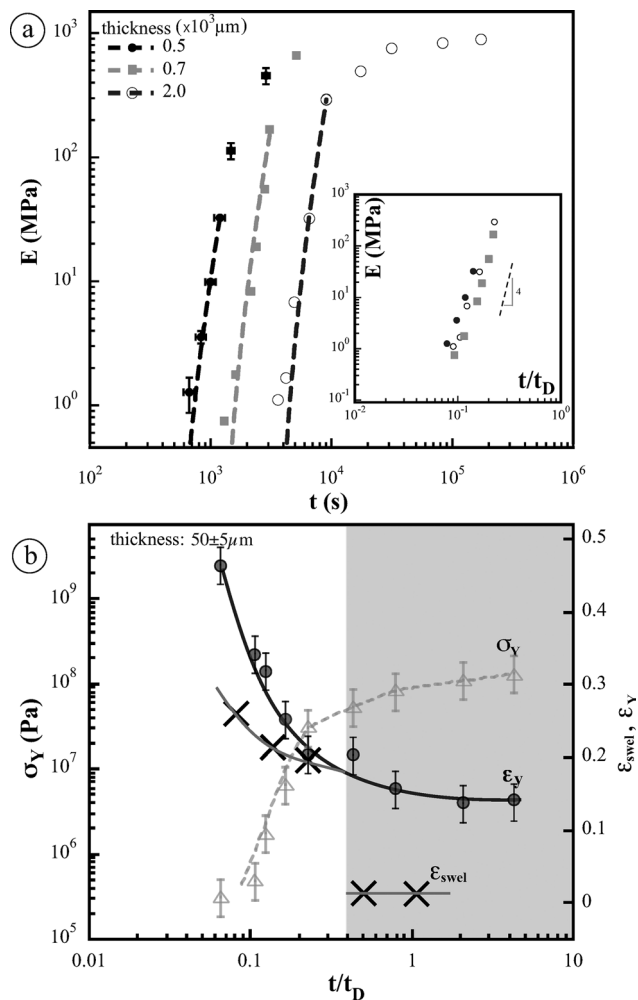 a
thickness (×10³µm)
0.5
0.7
2.0
10³
10²
10¹
10⁰
E (MPa)
10² 10³ 10⁴ 10⁵ 10⁶
t (s)
10³
10²
10¹
10⁰
10⁻¹
E (MPa)
4
t/t_D
10⁻² 10⁻¹ 10⁰
b
thickness: 50±5µm
10⁹
10⁸
10⁷
10⁶
10⁵
σ_Y (Pa)
σ_Y
ε_Y
ε_swel
0.5
0.4
0.3
0.2
0.1
0
ε_swel, ε_Y
0.01 0.1 1 10
t/t_D